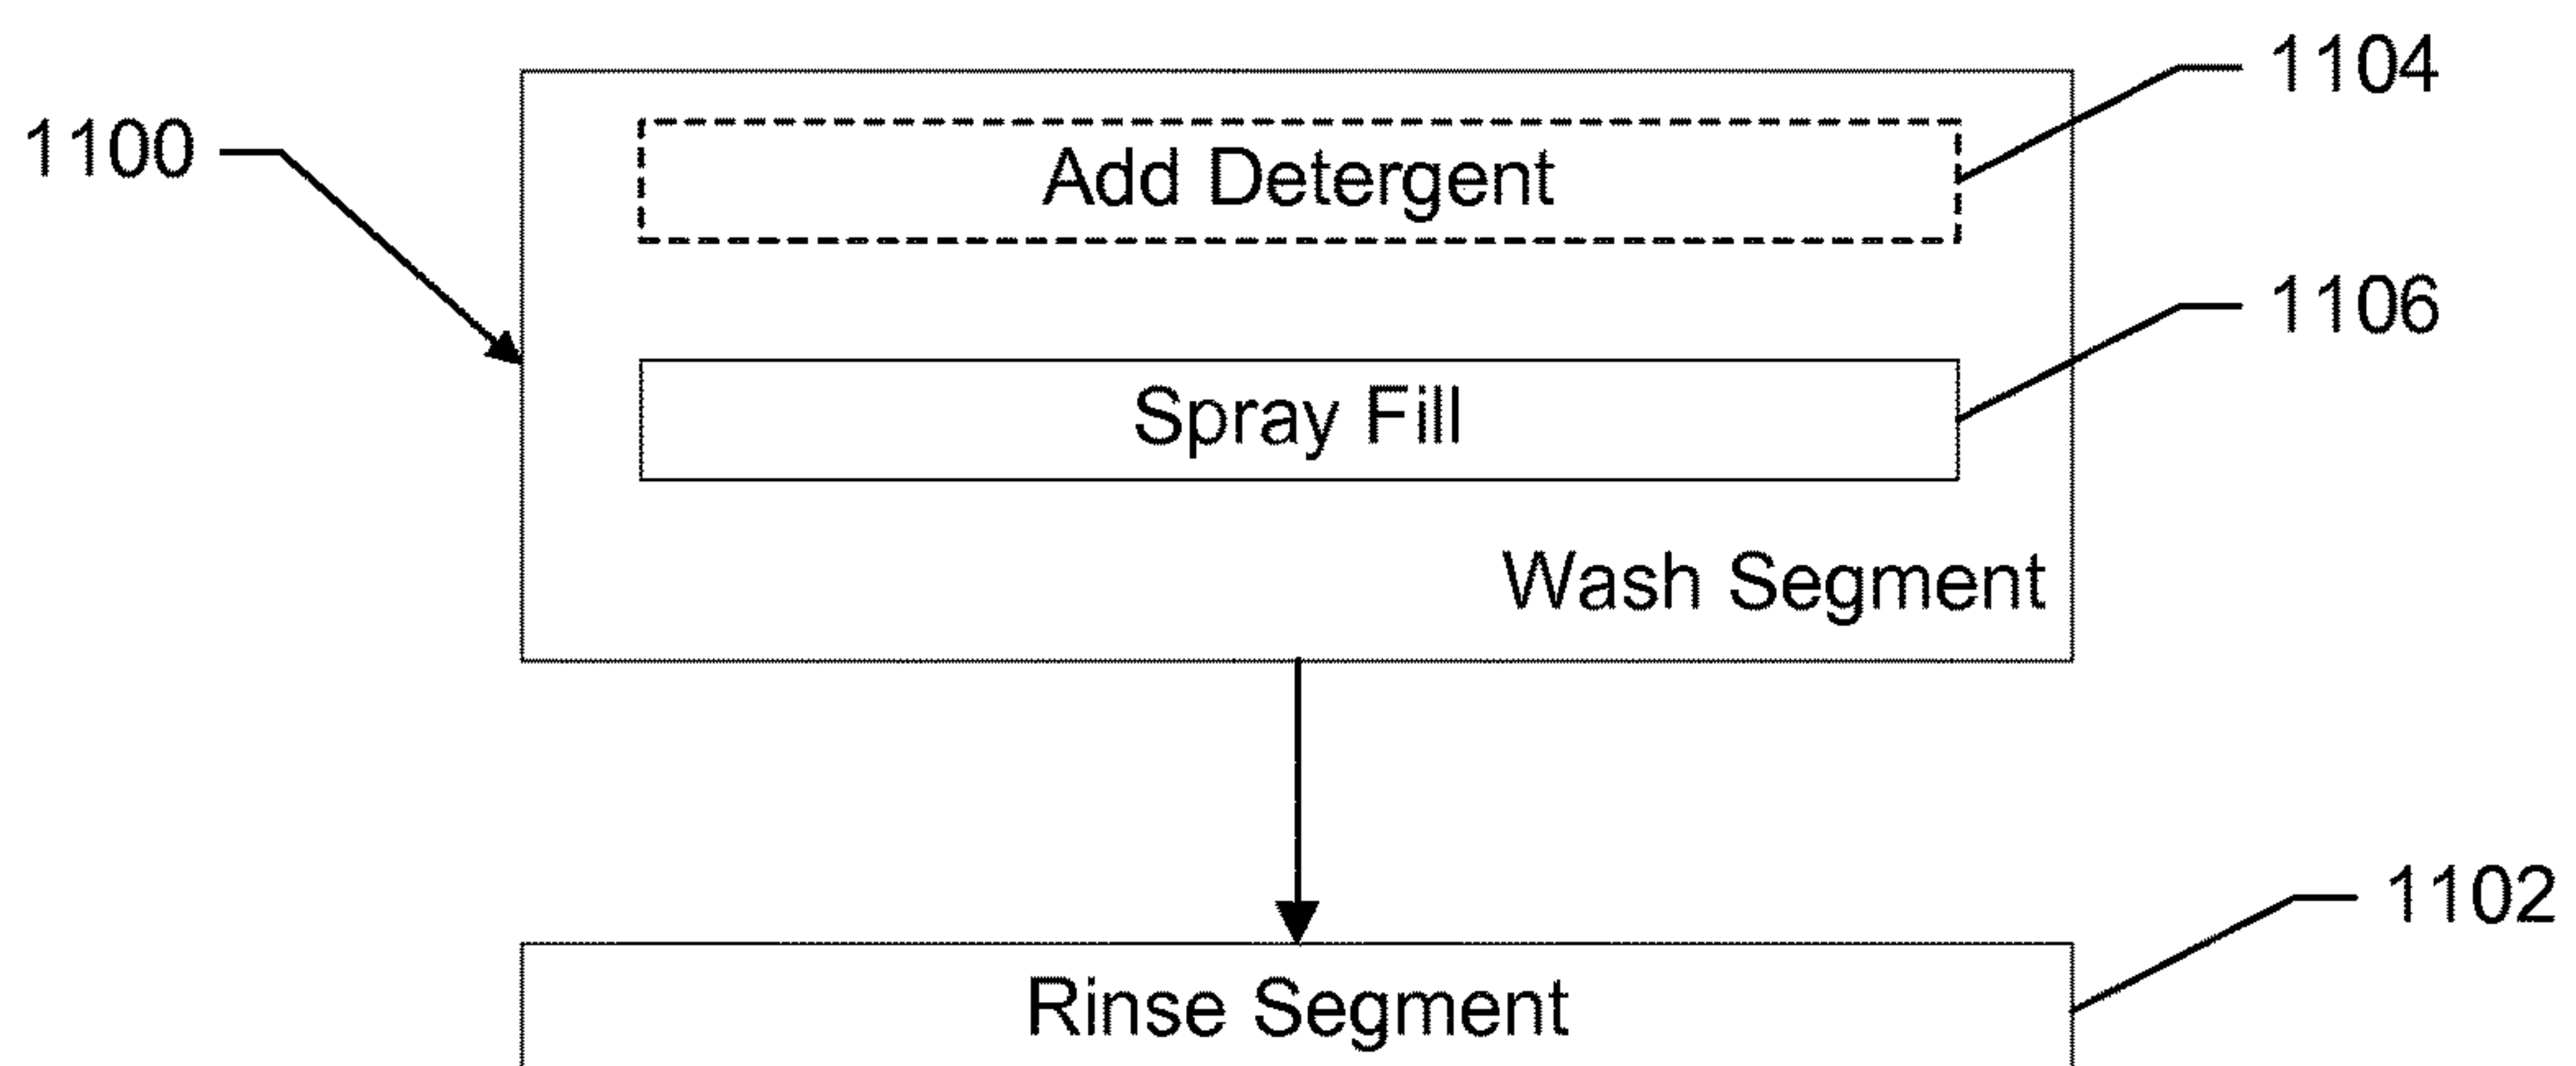 1104
1100
Add Detergent
1106
Spray Fill
Wash Segment
1102
Rinse Segment